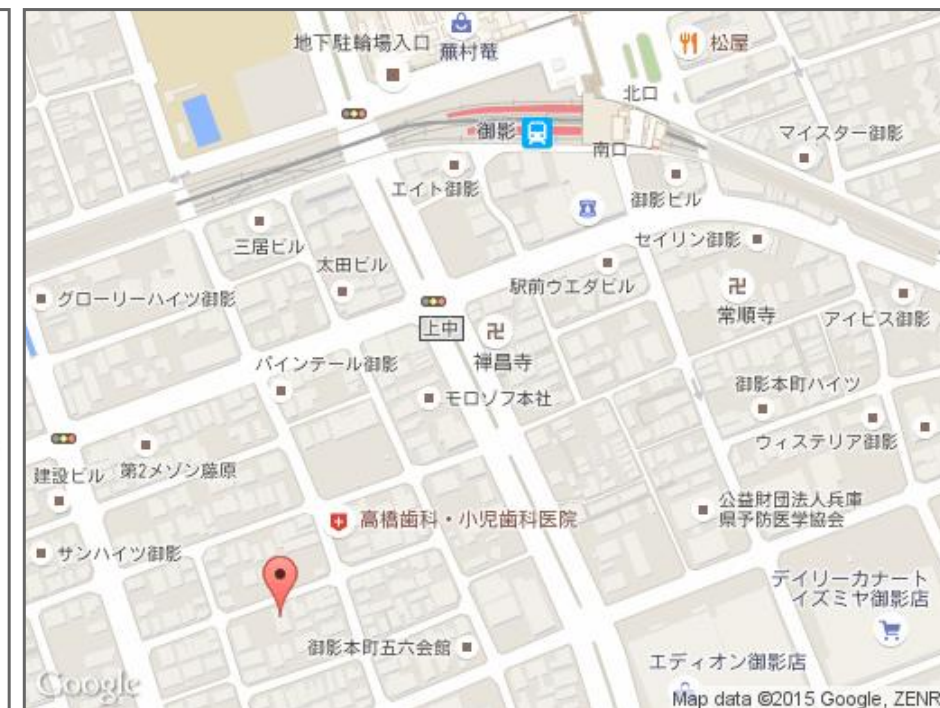 地下駐輪場入口
蕪村菴
松屋
北口
御影
南口
マイスター御影
エイト御影
御影ビル
三居ビル
セイリン御影
太田ビル
駅前ウエダビル
グローリーハイツ御影
常順寺
アイビス御影
上中
禅昌寺
パインテール御影
御影本町ハイツ
モロゾフ本社
ウィステリア御影
建設ビル
第2メゾン藤原
公益財団法人兵庫
県予防医学協会
高橋歯科・小児歯科医院
サンハイツ御影
デイリーカナート
イズミヤ御影店
御影本町五六会館
エディオン御影店
Google
Map data ©2015 Google, ZENR